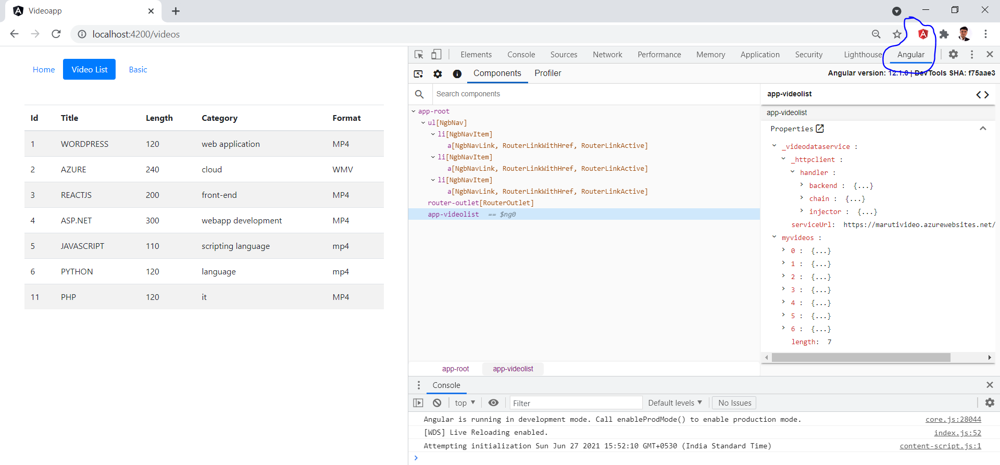 Videoapp
localhost:4200/videos
Home Video List Basic
Id Title Length Category Format
1 WORDPRESS 120 web application MP4
2 AZURE 240 cloud WMV
3 REACTJS 200 front-end MP4
4 ASP.NET 300 webapp development MP4
5 JAVASCRIPT 110 scripting language mp4
6 PYTHON 120 language mp4
11 PHP 120 it MP4
Elements Console Sources Network Performance Memory Application Security Lighthouse Angular
Components Profiler Angular version: 12.1.0 | DevTools SHA: f75aae3
Search components
app-root
ul[NgbNav]
li[NgbNavItem]
a[NgbNavLink, RouterLinkWithHref, RouterLinkActive]
li[NgbNavItem]
a[NgbNavLink, RouterLinkWithHref, RouterLinkActive]
li[NgbNavItem]
a[NgbNavLink, RouterLinkWithHref, RouterLinkActive]
router-outlet[RouterOutlet]
app-videolist == $ng0
app-root app-videolist
app-videolist
app-videolist
Properties
_videodataservice :
_httpclient :
handler :
backend : {...}
chain : {...}
injector : {...}
serviceUrl: https://marutivideo.azurewebsites.net/
myvideos :
0 : {...}
1 : {...}
2 : {...}
3 : {...}
4 : {...}
5 : {...}
6 : {...}
length: 7
Console
top Filter Default levels No Issues
Angular is running in development mode. Call enableProdMode() to enable production mode. core.js:28044
[WDS] Live Reloading enabled. index.js:52
Attempting initialization Sun Jun 27 2021 15:52:10 GMT+0530 (India Standard Time) content-script.js:1